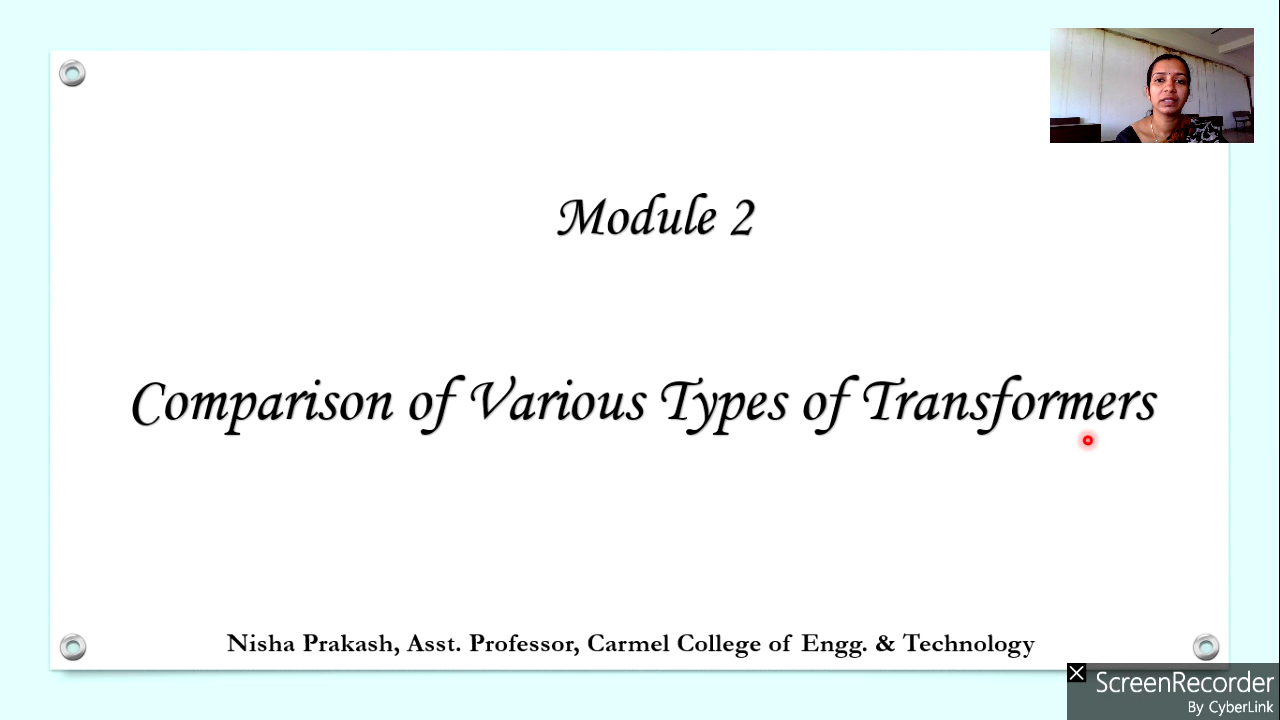 Module 2
Comparison of Various Types of Transformers
Nisha Prakash, Asst. Professor, Carmel College of Engg. & Technology
ScreenRecorder
By CyberLink